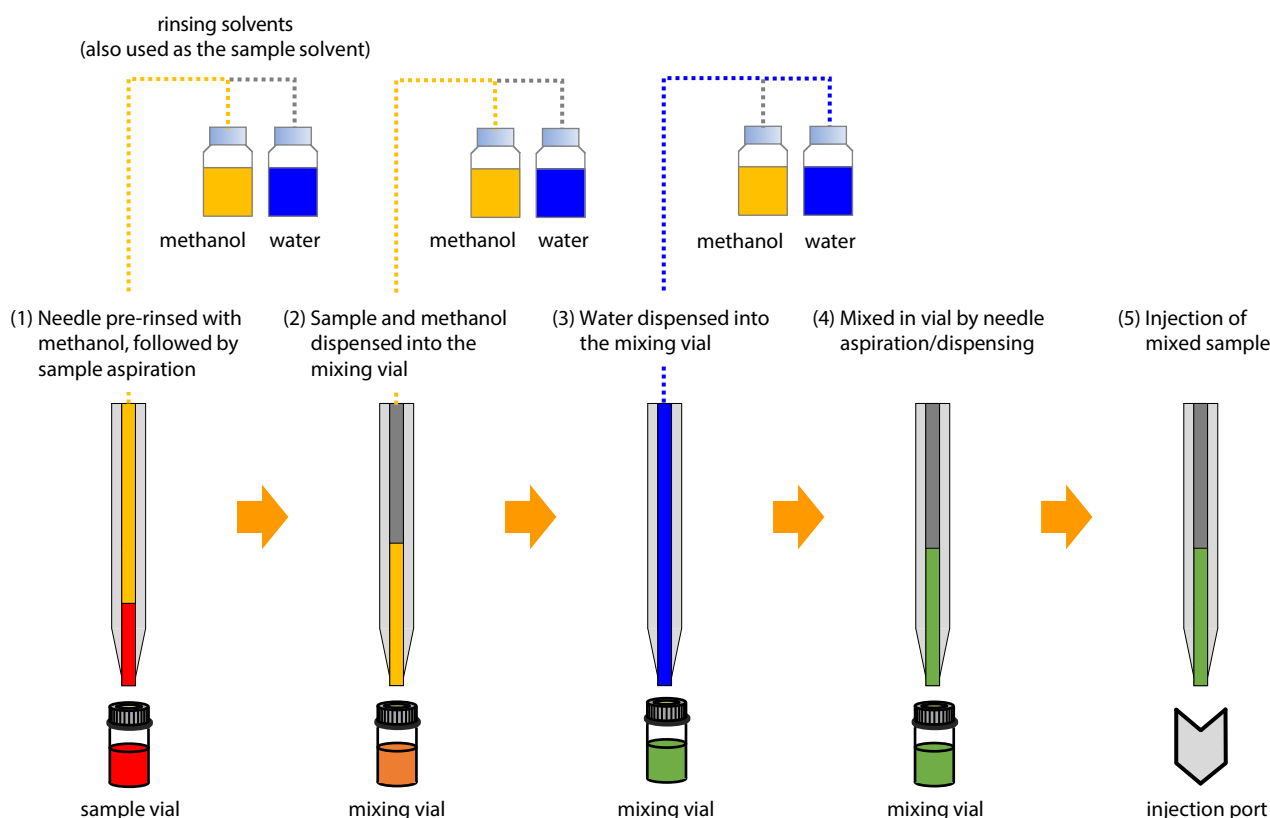 rinsing solvents
(also used as the sample solvent)
methanol water
methanol water
methanol water
(1) Needle pre-rinsed with
methanol, followed by
sample aspiration
(2) Sample and methanol
dispensed into the
mixing vial
(3) Water dispensed into
the mixing vial
(4) Mixed in vial by needle
aspiration/dispensing
(5) Injection of
mixed sample
sample vial
mixing vial
mixing vial
mixing vial
injection port